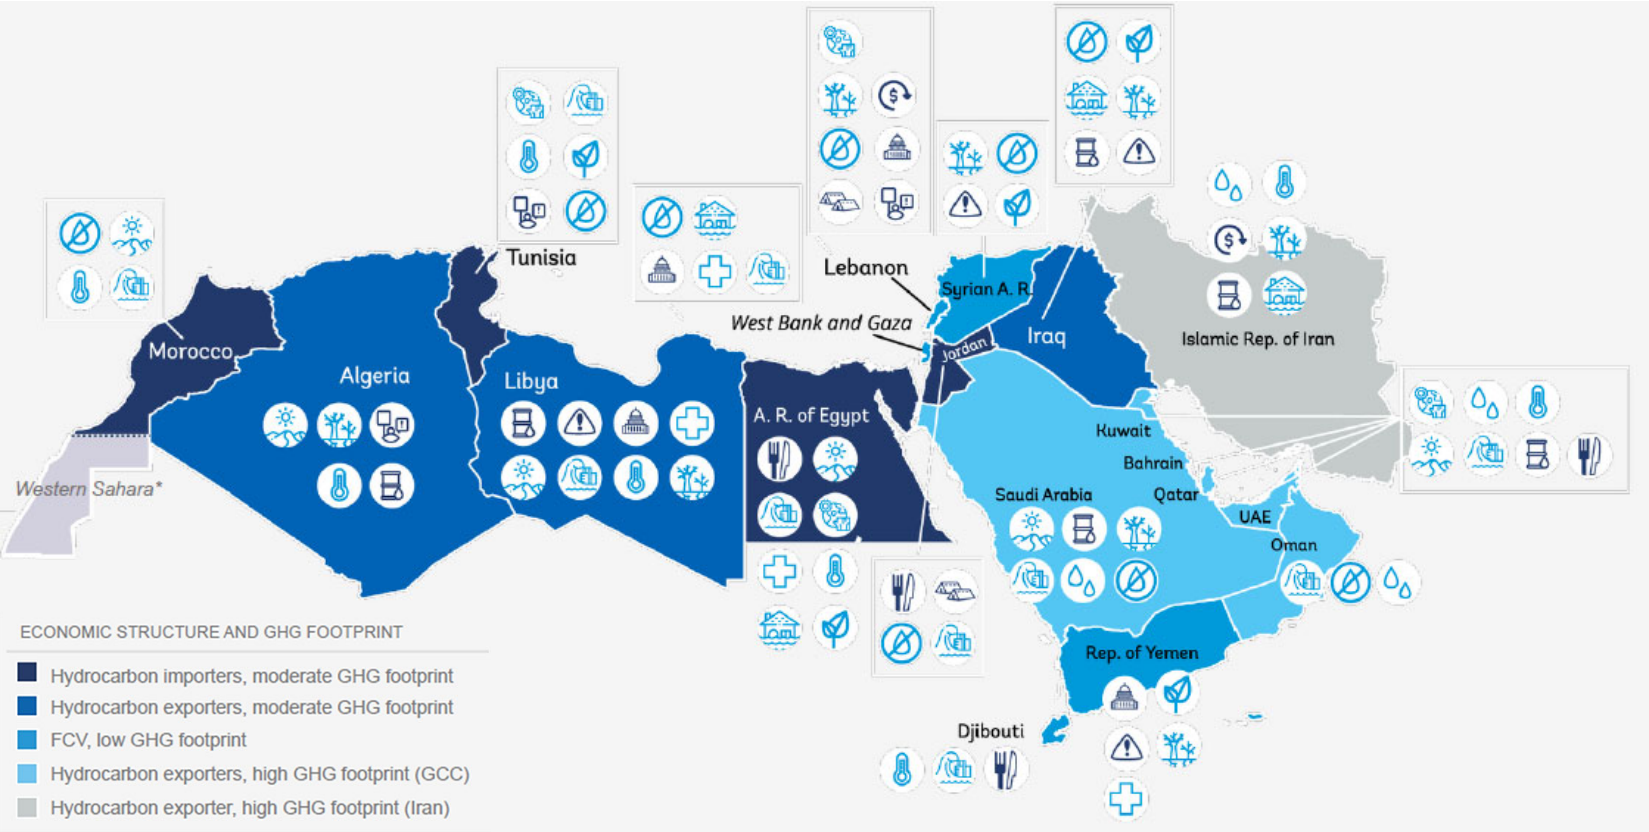 Tunisia
Lebanon
Syrian A. R.
West Bank and Gaza
Jordan
Iraq
Islamic Rep. of Iran
Morocco
Algeria
Libya
A. R. of Egypt
Kuwait
Bahrain
Qatar
Saudi Arabia
UAE
Oman
Western Sahara*
Rep. of Yemen
Djibouti
ECONOMIC STRUCTURE AND GHG FOOTPRINT
Hydrocarbon importers, moderate GHG footprint
Hydrocarbon exporters, moderate GHG footprint
FCV, low GHG footprint
Hydrocarbon exporters, high GHG footprint (GCC)
Hydrocarbon exporter, high GHG footprint (Iran)